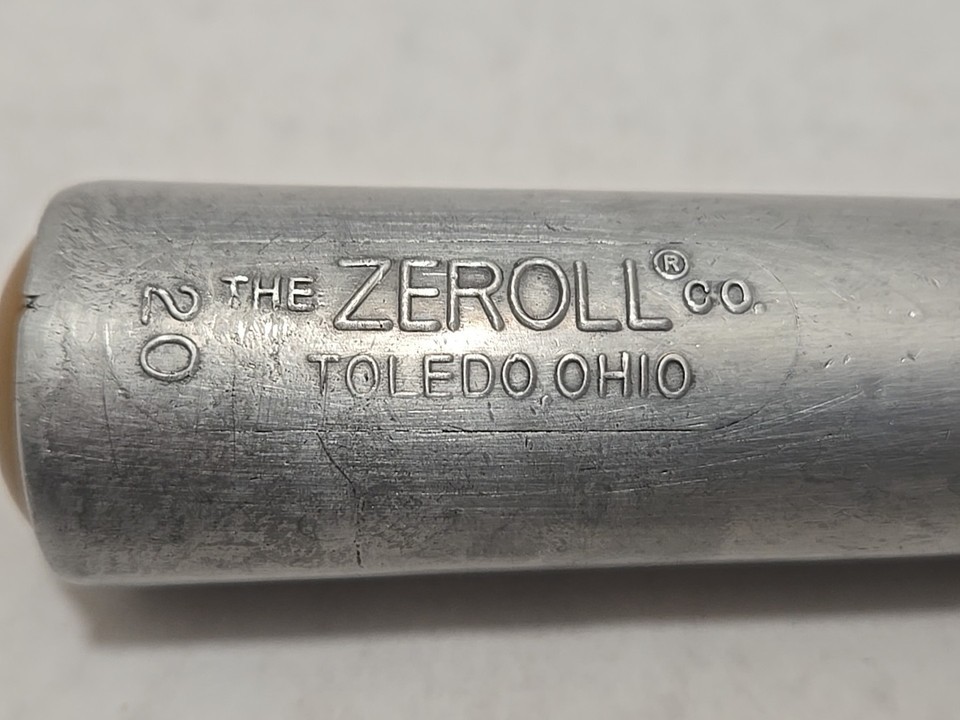 20
THE ZEROLL® CO.
TOLEDO, OHIO